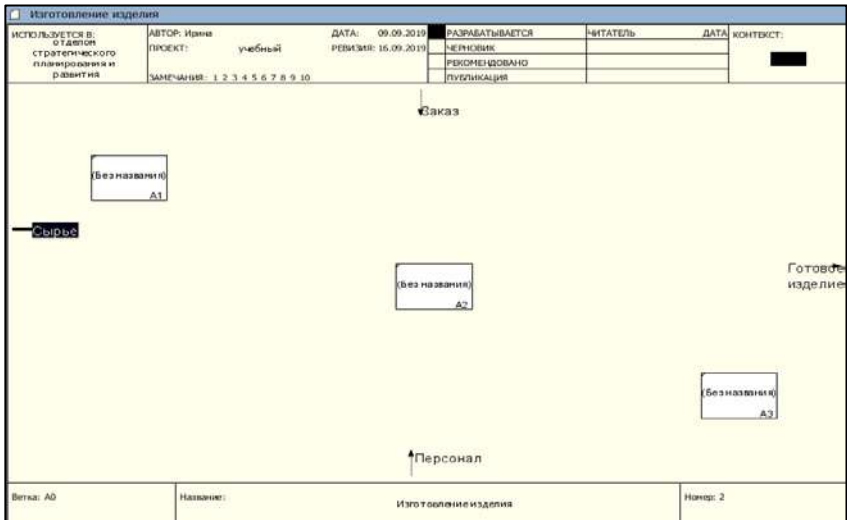 Изготовление изделия
ИСПОЛЬЗУЕТСЯ В:
отделом
стратегического
планирования и
развития
АВТОР: Ирина
ДАТА: 09.09.2019
ПРОЕКТ: учебный
РЕВИЗИЯ: 16.09.2019
ЗАМЕЧАНИЯ: 1 2 3 4 5 6 7 8 9 10
РАЗРАБАТЫВАЕТСЯ
ЧЕРНОВИК
РЕКОМЕНДОВАНО
ПУБЛИКАЦИЯ
ЧИТАТЕЛЬ
ДАТА
КОНТЕКСТ:
Заказ
(Без названия)
A1
Сырье
(Без названия)
A2
Готовое
изделие
(Без названия)
A3
Персонал
Ветка: A0
Название:
Изготовление изделия
Номер: 2